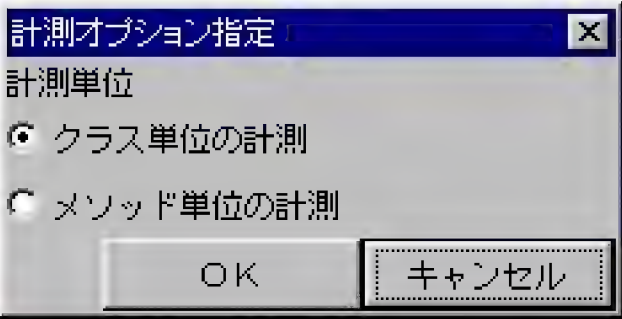 計測オプション指定
計測単位
クラス単位の計測
メソッド単位の計測
OK
キャンセル